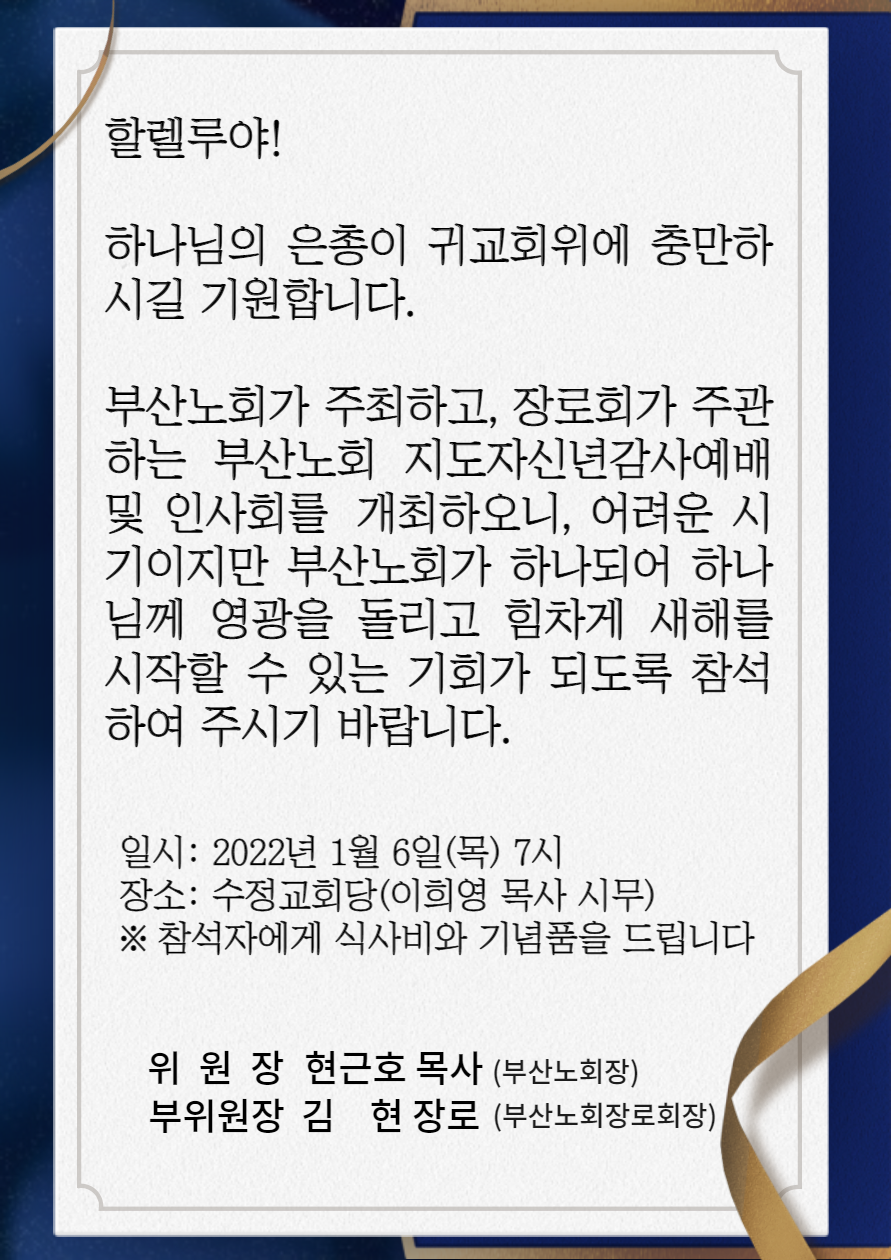 할렐루야!
하나님의 은총이 귀교회위에 충만하
시길 기원합니다.
부산노회가 주최하고, 장로회가 주관
하는 부산노회 지도자신년감사예배
및 인사회를 개최하오니, 어려운 시
기이지만 부산노회가 하나되어 하나
님께 영광을 돌리고 힘차게 새해를
시작할 수 있는 기회가 되도록 참석
하여 주시기 바랍니다.
일시: 2022년 1월 6일(목) 7시
장소: 수정교회당(이희영 목사 시무)
※ 참석자에게 식사비와 기념품을 드립니다
위 원 장 현근호 목사 (부산노회장)
부위원장 김 현 장로 (부산노회장로회장)